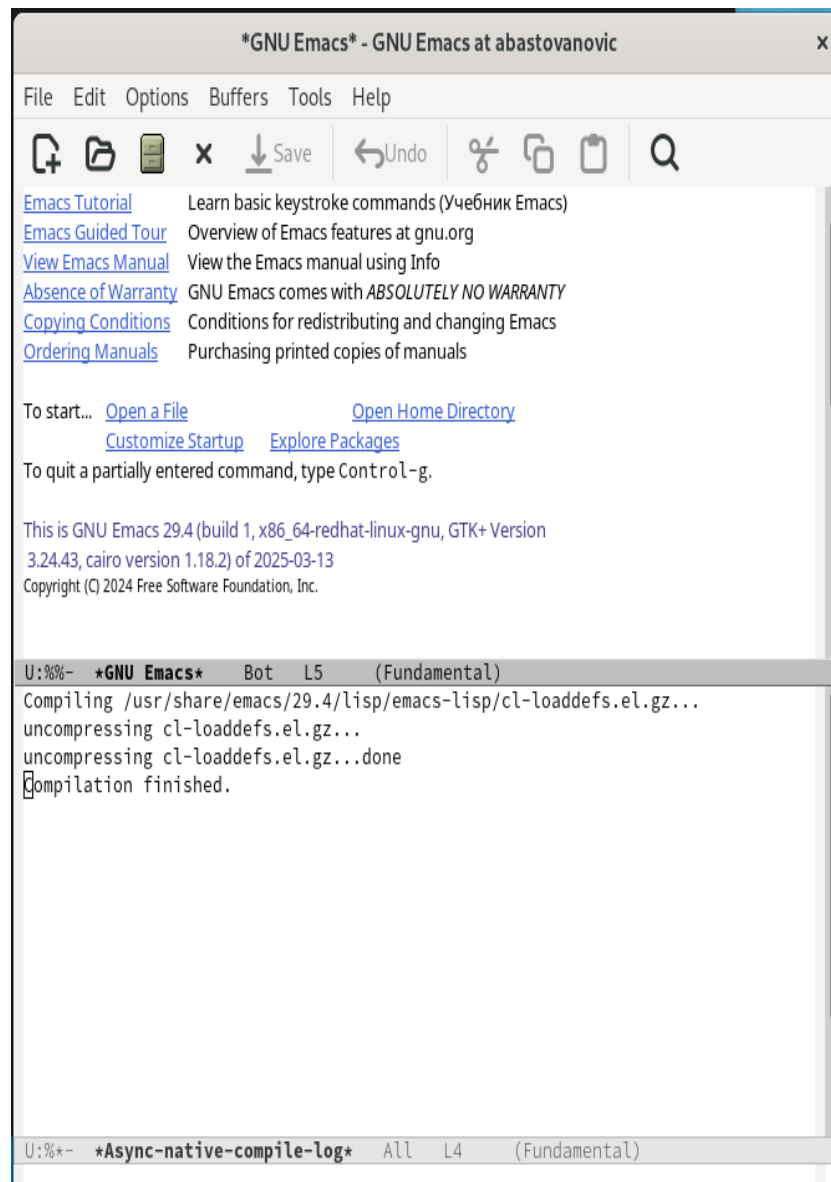 *GNU Emacs* - GNU Emacs at abastovanovic x
File Edit Options Buffers Tools Help
Save Undo
Emacs Tutorial Learn basic keystroke commands (Учебник Emacs)
Emacs Guided Tour Overview of Emacs features at gnu.org
View Emacs Manual View the Emacs manual using Info
Absence of Warranty GNU Emacs comes with ABSOLUTELY NO WARRANTY
Copying Conditions Conditions for redistributing and changing Emacs
Ordering Manuals Purchasing printed copies of manuals
To start... Open a File Open Home Directory
Customize Startup Explore Packages
To quit a partially entered command, type Control-g.
This is GNU Emacs 29.4 (build 1, x86_64-redhat-linux-gnu, GTK+ Version
3.24.43, cairo version 1.18.2) of 2025-03-13
Copyright (C) 2024 Free Software Foundation, Inc.
U:%%- *GNU Emacs* Bot L5 (Fundamental)
Compiling /usr/share/emacs/29.4/lisp/emacs-lisp/cl-loaddefs.el.gz...
uncompressing cl-loaddefs.el.gz...
uncompressing cl-loaddefs.el.gz...done
Compilation finished.
U:%*- *Async-native-compile-log* All L4 (Fundamental)